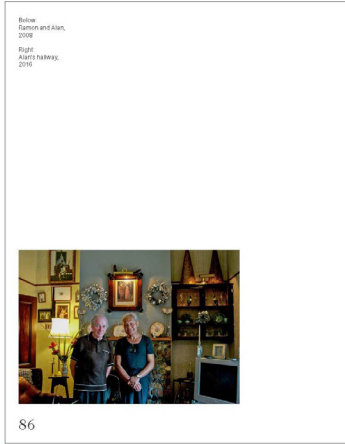 Below:
Ramon and Alan,
2008
Right:
Alan's hallway,
2016
86